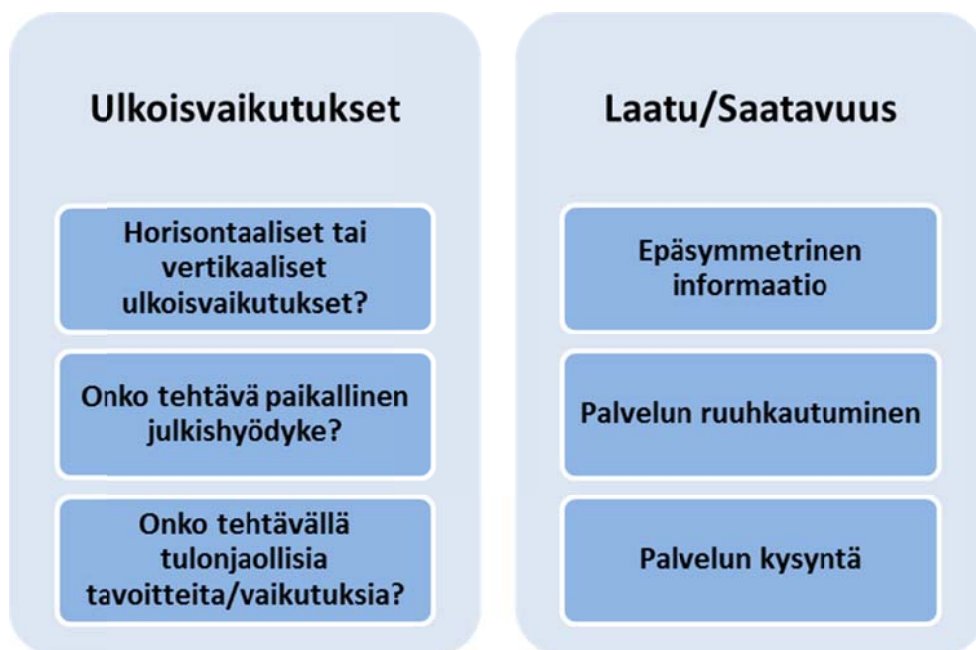 Ulkoisvaikutukset
Horisontaaliset tai
vertikaaliset
ulkoisvaikutukset?
Onko tehtävä paikallinen
julkishyödyke?
Onko tehtävällä
tulonjaollisia
tavoitteita/vaikutuksia?
Laatu/Saatavuus
Epäsymmetrinen
informaatio
Palvelun ruuhkautuminen
Palvelun kysyntä